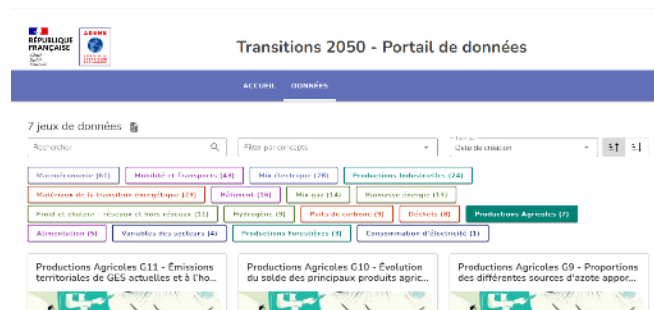 RÉPUBLIQUE
FRANÇAISE
ADEME
Transitions 2050 - Portail de données
ACCUEIL DONNÉES
7 jeux de données
Rechercher
Filtrer par concepts
Date de création
Macroéconomie (61) Mobilité et Transports (43) Mix électrique (28) Productions Industrielles (24)
Matériaux de la transition énergétique (23) Bâtiment (16) Mix gaz (14) Biomasse énergie (13)
Froid et chaleur : réseaux et hors réseaux (11) Hydrogène (9) Puits de carbone (9) Déchets (8) Productions Agricoles (7)
Alimentation (5) Variables des secteurs (4) Productions Forestières (3) Consommation d'électricité (1)
Productions Agricoles G11 - Émissions
territoriales de GES actuelles et à l'ho...
Productions Agricoles G10 - Évolution
du solde des principaux produits agric...
Productions Agricoles G9 - Proportions
des différentes sources d'azote appor...